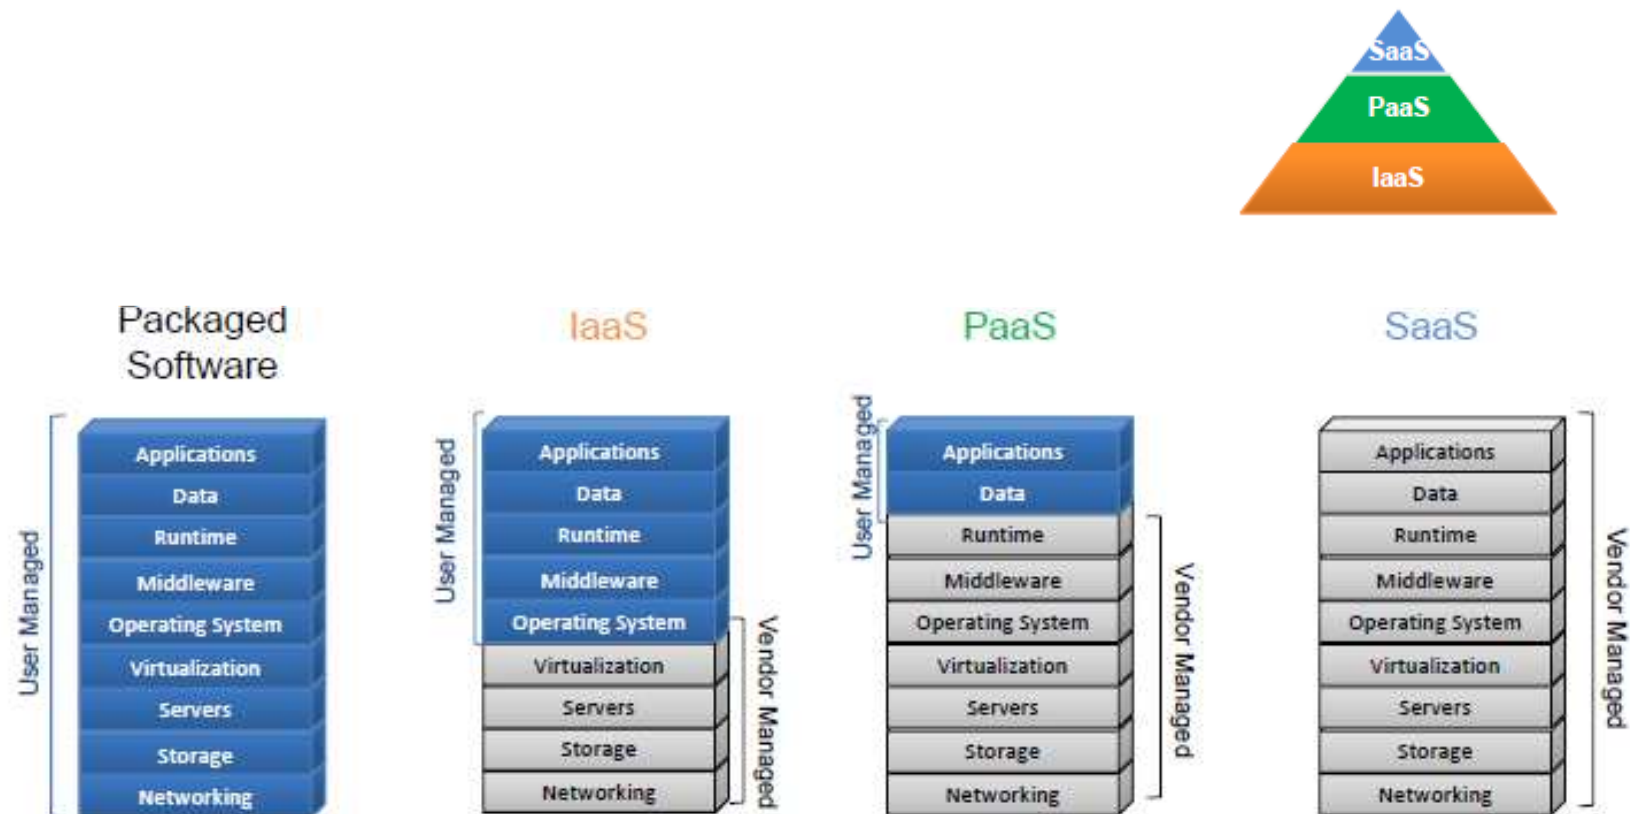 SaaS
PaaS
IaaS
Packaged
Software
IaaS
PaaS
SaaS
User Managed
Applications
Data
Runtime
Middleware
Operating System
Virtualization
Servers
Storage
Networking
User Managed
Applications
Data
Runtime
Middleware
Operating System
Virtualization
Servers
Storage
Networking
Vendor Managed
User Managed
Applications
Data
Runtime
Middleware
Operating System
Virtualization
Servers
Storage
Networking
Vendor Managed
Applications
Data
Runtime
Middleware
Operating System
Virtualization
Servers
Storage
Networking
Vendor Managed